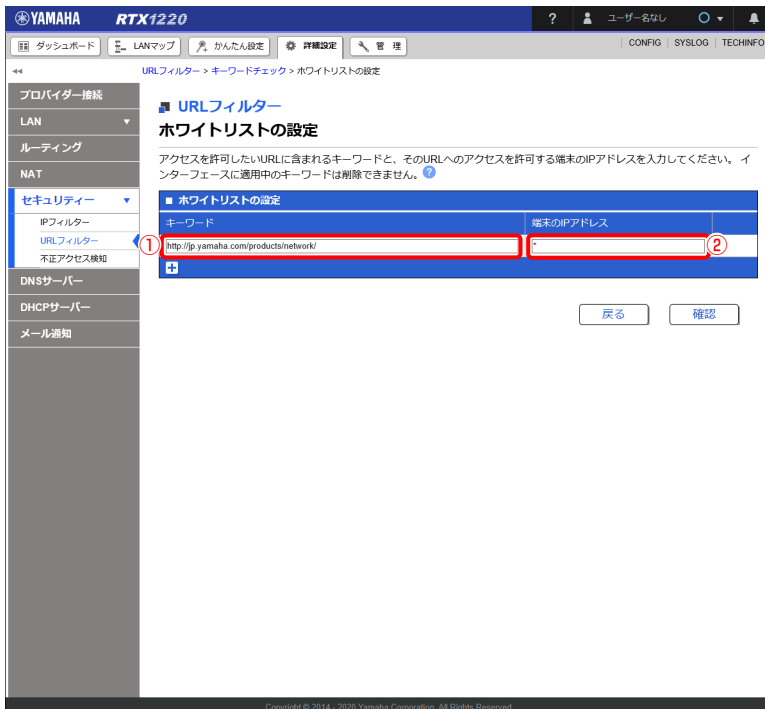 YAMAHA RTX1220 ? ユーザー名なし
ダッシュボード LANマップ かんたん設定 詳細設定 管 理 CONFIG SYSLOG TECHINFO
URLフィルター > キーワードチェック > ホワイトリストの設定
プロバイダー接続
LAN
ルーティング
NAT
セキュリティー
IPフィルター
URLフィルター
不正アクセス検知
DNSサーバー
DHCPサーバー
メール通知
URLフィルター
ホワイトリストの設定
アクセスを許可したいURLに含まれるキーワードと、そのURLへのアクセスを許可する端末のIPアドレスを入力してください。 イ
ンターフェースに適用中のキーワードは削除できません。 ?
■ ホワイトリストの設定
キーワード 端末のIPアドレス
① http://jp.yamaha.com/products/network/ * ②
+
戻る 確認
Copyright © 2014 - 2020 Yamaha Corporation. All Rights Reserved.